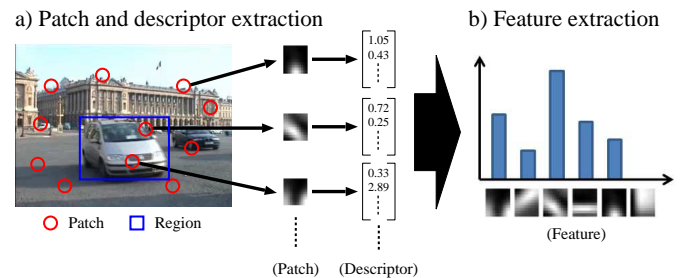 a) Patch and descriptor extraction
b) Feature extraction
1.05
0.43
0.72
0.25
0.33
2.89
Patch
Region
(Patch)
(Descriptor)
(Feature)